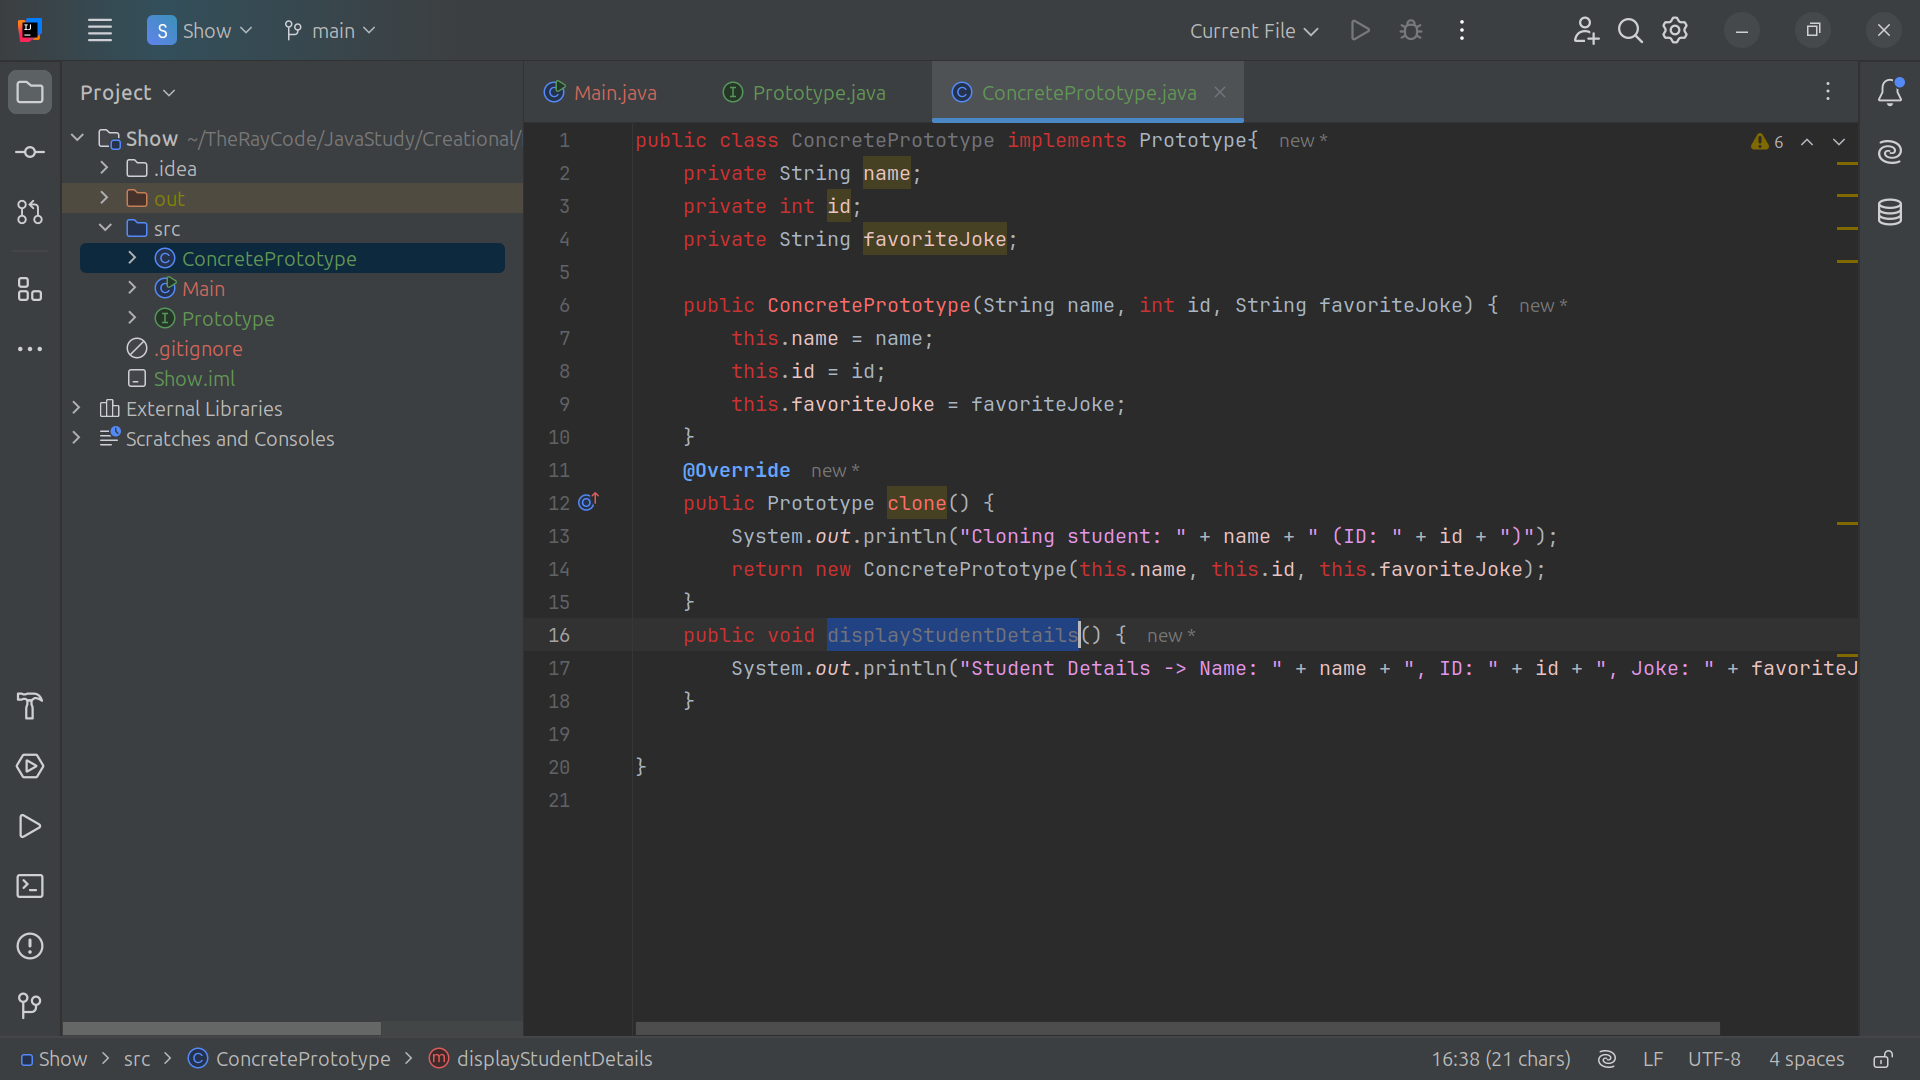 S Show main Current File
Project
Main.java Prototype.java ConcretePrototype.java
Show ~/TheRayCode/JavaStudy/Creational/
.idea
out
src
ConcretePrototype
Main
Prototype
.gitignore
Show.iml
External Libraries
Scratches and Consoles
6
1 public class ConcretePrototype implements Prototype{ new *
2 private String name;
3 private int id;
4 private String favoriteJoke;
5
6 public ConcretePrototype(String name, int id, String favoriteJoke) { new *
7 this.name = name;
8 this.id = id;
9 this.favoriteJoke = favoriteJoke;
10 }
11 @Override new *
12 public Prototype clone() {
13 System.out.println("Cloning student: " + name + " (ID: " + id + ")");
14 return new ConcretePrototype(this.name, this.id, this.favoriteJoke);
15 }
16 public void displayStudentDetails() { new *
17 System.out.println("Student Details -> Name: " + name + ", ID: " + id + ", Joke: " + favoriteJ
18 }
19
20 }
21
Show > src > ConcretePrototype > displayStudentDetails 16:38 (21 chars) LF UTF-8 4 spaces